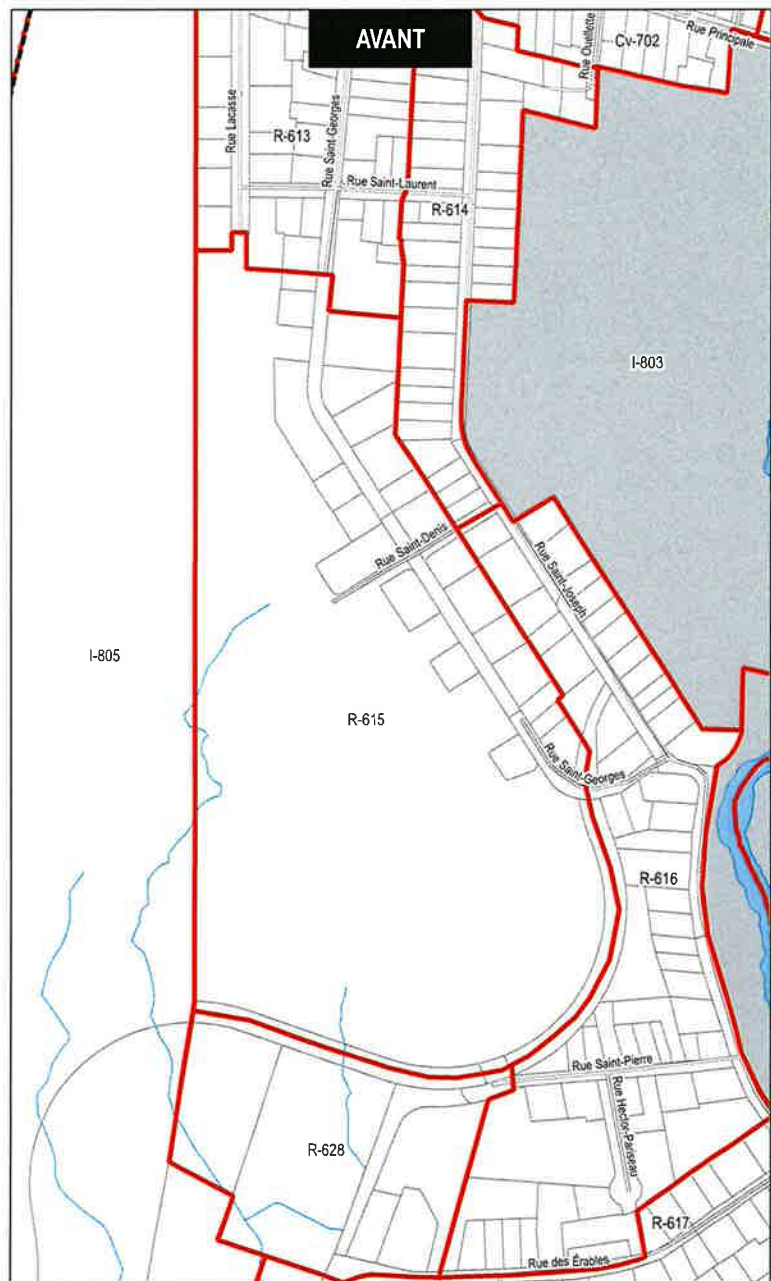 AVANT
Rue Principale
Rue Ouellette
Cv-702
Rue Lacasse
R-613
Rue Saint-Georges
Rue Saint-Laurent
R-614
I-803
Rue Saint-Denis
Rue Saint-Joseph
I-805
R-615
Rue Saint-Georges
R-616
Rue Saint-Pierre
Rue Hector-Pariseau
R-628
R-617
Rue des Érables